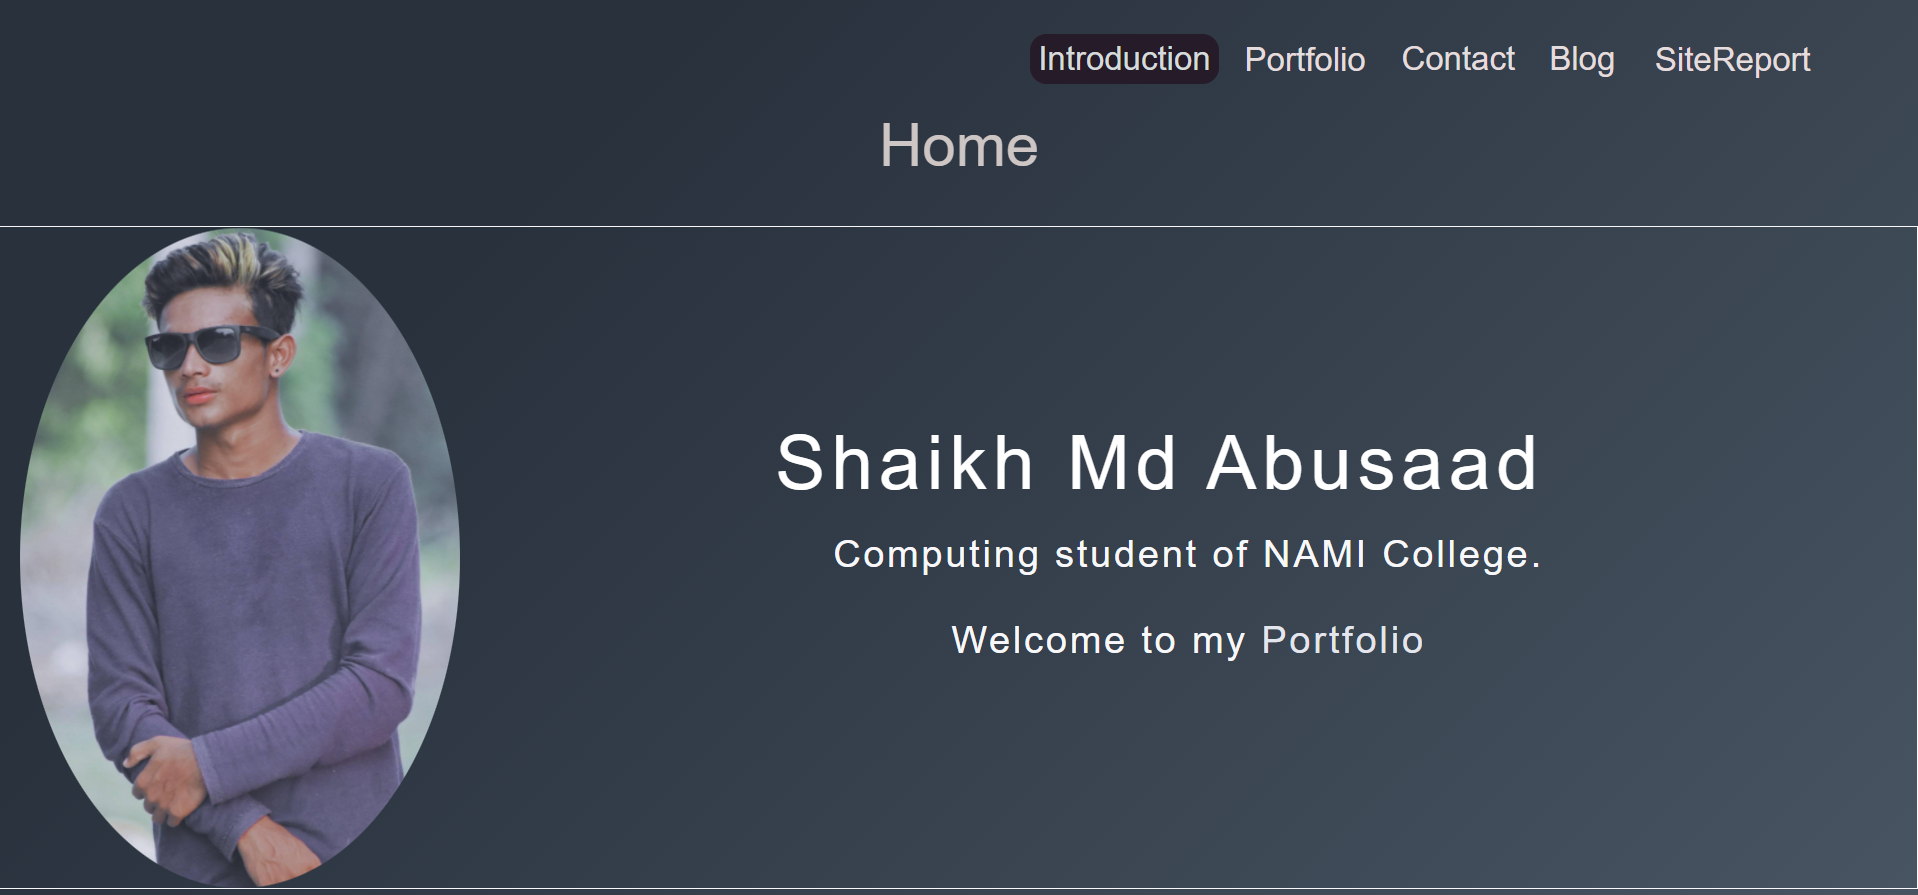 Introduction Portfolio Contact Blog SiteReport
Home
Shaikh Md Abusaad
Computing student of NAMI College.
Welcome to my Portfolio